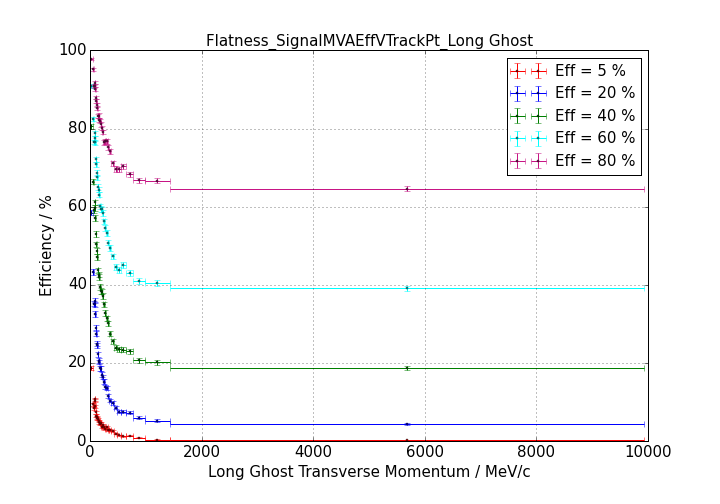 Flatness_SignalMVAEffVTrackPt_Long Ghost
100
80
60
40
20
0
Efficiency / %
Eff = 5 %
Eff = 20 %
Eff = 40 %
Eff = 60 %
Eff = 80 %
0 2000 4000 6000 8000 10000
Long Ghost Transverse Momentum / MeV/c